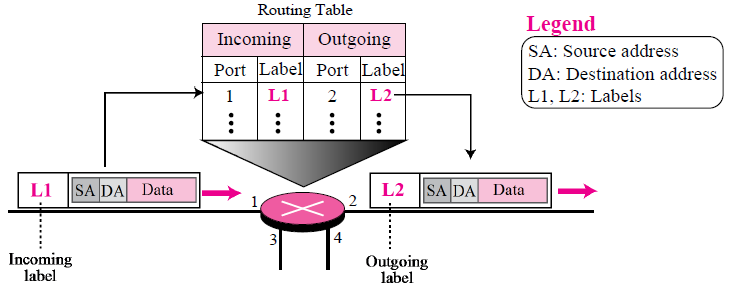 Routing Table
Incoming Outgoing
Port Label Port Label
1 L1 2 L2
Legend
SA: Source address
DA: Destination address
L1, L2: Labels
L1 SA DA Data
1 2
3 4
L2 SA DA Data
Incoming
label
Outgoing
label